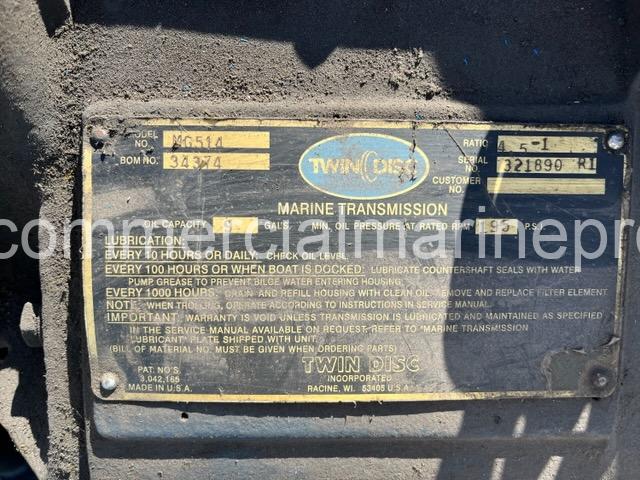 MODEL NO. MG514
RATIO 4.5-1
BOM NO. 34374
TWIN DISC
SERIAL NO. 321890 RI
CUSTOMER NO.
MARINE TRANSMISSION
OIL CAPACITY 9 GAL'S. MIN. OIL PRESSURE AT RATED RPM 95 P.S.I.
commercialmarinepro
LUBRICATION:
EVERY 10 HOURS OR DAILY: CHECK OIL LEVEL.
EVERY 100 HOURS OR WHEN BOAT IS DOCKED: LUBRICATE COUNTERSHAFT SEALS WITH WATER
PUMP GREASE TO PREVENT BILGE WATER ENTERING HOUSING.
EVERY 1000 HOURS: DRAIN AND REFILL HOUSING WITH CLEAN OIL. REMOVE AND REPLACE FILTER ELEMENT
NOTE: WHEN TROLLING, OPERATE ACCORDING TO INSTRUCTIONS IN SERVICE MANUAL.
IMPORTANT: WARRANTY IS VOID UNLESS TRANSMISSION IS LUBRICATED AND MAINTAINED AS SPECIFIED
IN THE SERVICE MANUAL AVAILABLE ON REQUEST. REFER TO "MARINE TRANSMISSION
LUBRICANT PLATE SHIPPED WITH UNIT.
(BILL OF MATERIAL NO. MUST BE GIVEN WHEN ORDERING PARTS)
TWIN DISC
INCORPORATED
RACINE, WI. 53405 U.S.A.
PAT. NO'S.
3,042,165
MADE IN U.S.A.